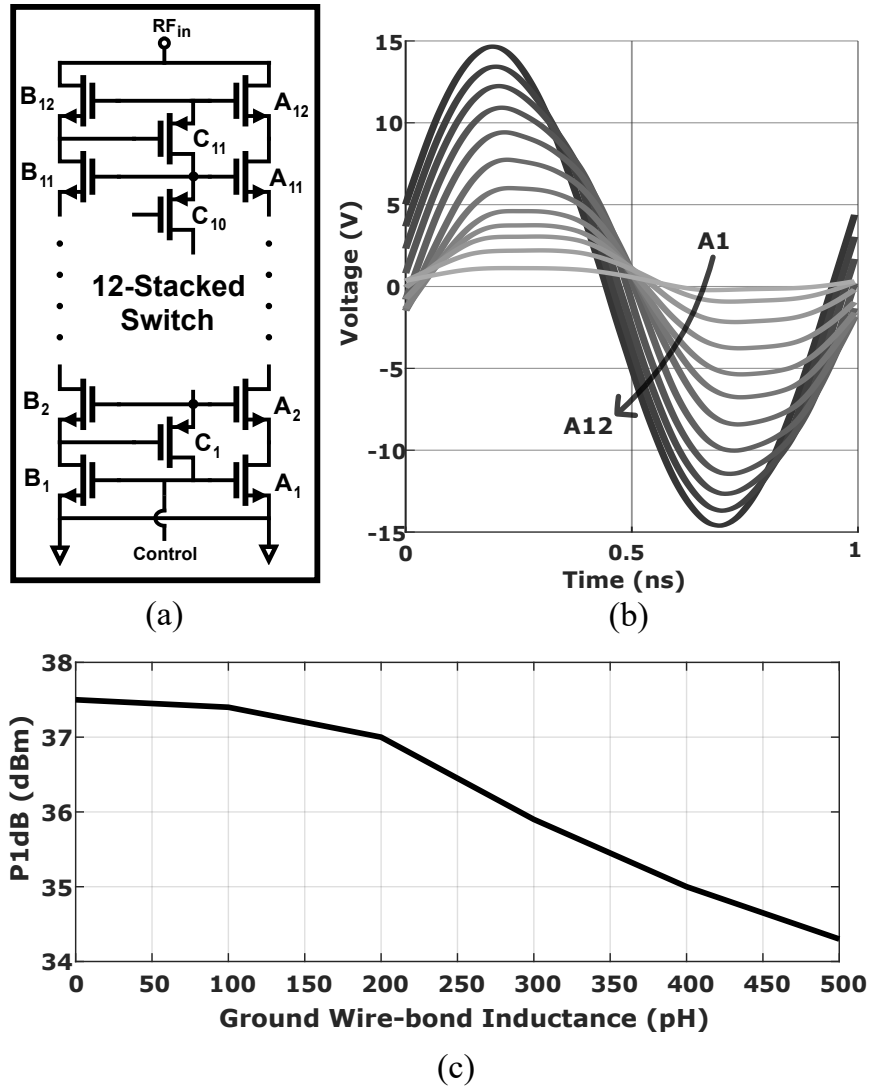 RFin
B12
A12
C11
B11
A11
C10
12-Stacked
Switch
B2
A2
C1
B1
A1
Control
(a)
(b)
Voltage (V)
10
5
0
-5
-10
-15
A1
A12
0
0.5
1
Time (ns)
(b)
P1dB (dBm)
38
37
36
35
34
0 50 100 150 200 250 300 350 400 450 500
Ground Wire-bond Inductance (pH)
(c)